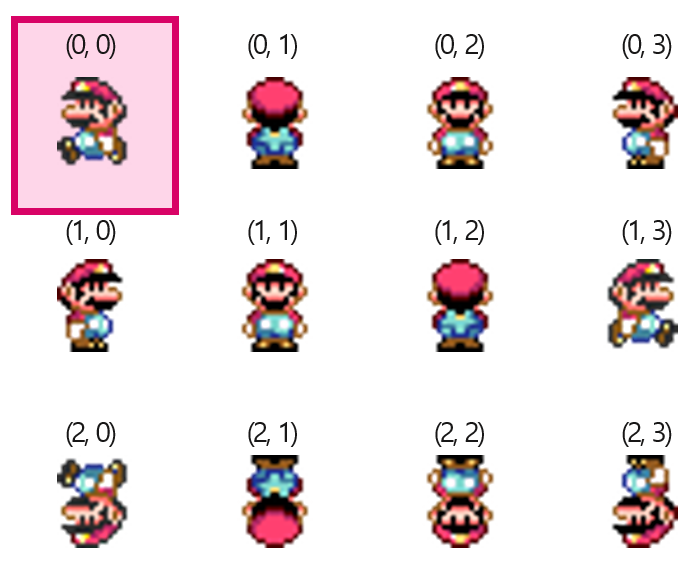 (0, 0) (0, 1) (0, 2) (0, 3)
(1, 0) (1, 1) (1, 2) (1, 3)
(2, 0) (2, 1) (2, 2) (2, 3)